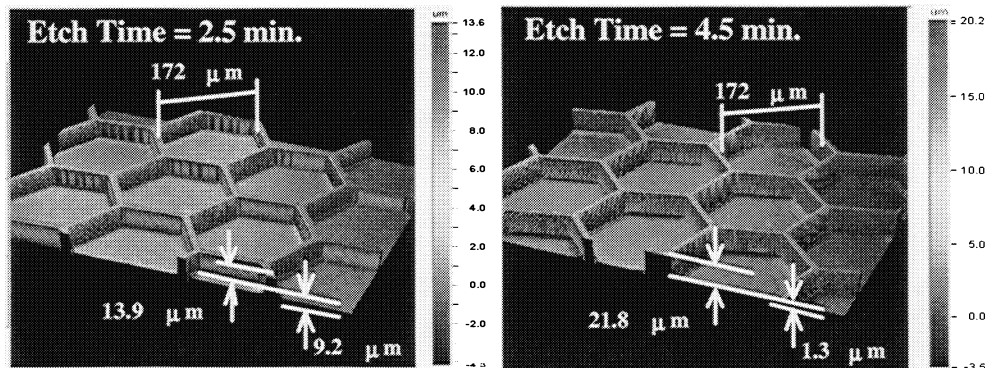 Etch Time = 2.5 min.
172 μm
13.9 μm
9.2 μm
um
13.6
12.0
10.0
8.0
6.0
4.0
2.0
0.0
-2.0
Etch Time = 4.5 min.
172 μm
21.8 μm
1.3 μm
um
20.2
15.0
10.0
5.0
0.0